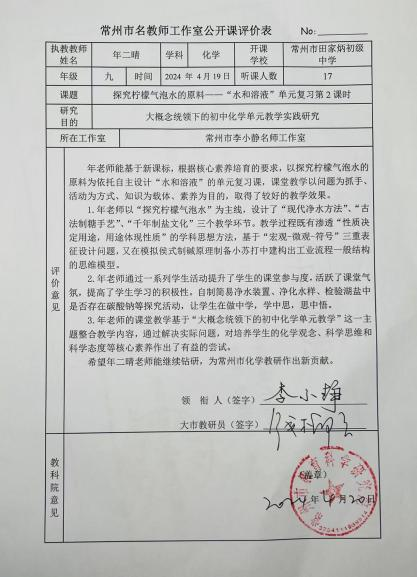 常州市名教师工作室公开课评价表 No:
执教教师姓名 年二晴 学科 化学 开课学校 常州市田家炳初级中学
年级 九 时间 2024 年 4 月 19 日 听课人数 17
课题 探究柠檬气泡水的原料——“水和溶液”单元复习第 2 课时
研究目的 大概念统领下的初中化学单元教学实践研究
所在工作室 常州市李小静名师工作室
评价意见
年老师能基于新课标，根据核心素养培育的要求，以探究柠檬气泡水的
原料为依托自主设计“水和溶液”的单元复习课，课堂教学以问题为抓手、
活动为方式、知识为载体、素养为目的，取得了较好的教学效果。
1.年老师以“探究柠檬气泡水”为主线，设计了“现代净水方法”、“古
法制糖手艺”、“千年制盐文化”三个教学环节。教学过程既有渗透“性质决
定用途，用途体现性质”的学科思想方法，基于“宏观-微观-符号”三重表
征设计问题，又在模拟侯式制碱原理制备小苏打中建构出工业流程一般结构
的思维模型。
2.年老师通过一系列学生活动提升了学生的课堂参与度，活跃了课堂气
氛，提高了学生学习的积极性，自制简易净水装置、净化水样、检验湖盐中
是否存在碳酸钠等探究活动，让学生在做中学，学中思，思中悟。
3.年老师的课堂教学基于“大概念统领下的初中化学单元教学”这一主
题整合教学内容，通过解决实际问题，对培养学生的化学观念、科学思维和
科学态度等核心素养作出了有益的尝试。
希望年二晴老师能继续钻研，为常州市化学教研作出新贡献。
领 衔 人（签字） 李小静
大市教研员（签字）
教科院意见
（盖章）
2024 年 4 月 20 日